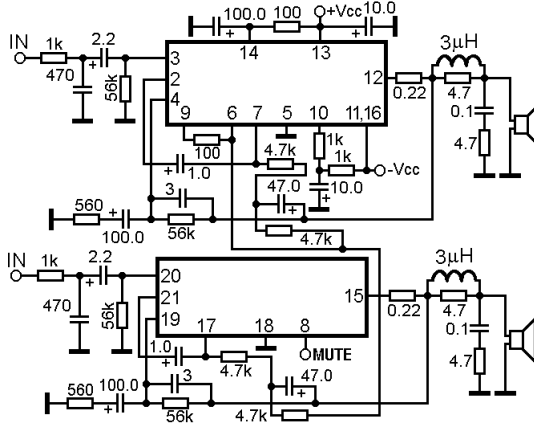 100.0 100 +Vcc 10.0
IN 1k 2.2 14 13 3μH
3
470 2 12
56k 4 0.22 4.7
0.1
9 6 7 5 10 11,16
100 4.7k 1k 4.7
1.0 1k -Vcc
3 47.0 10.0
560
100.0 56k 4.7k
IN 1k 2.2 3μH
20
21 15
470 56k 19 0.22 4.7
0.1
17 18 8
1.0 MUTE 4.7
4.7k
560 100.0 3 47.0
56k 4.7k